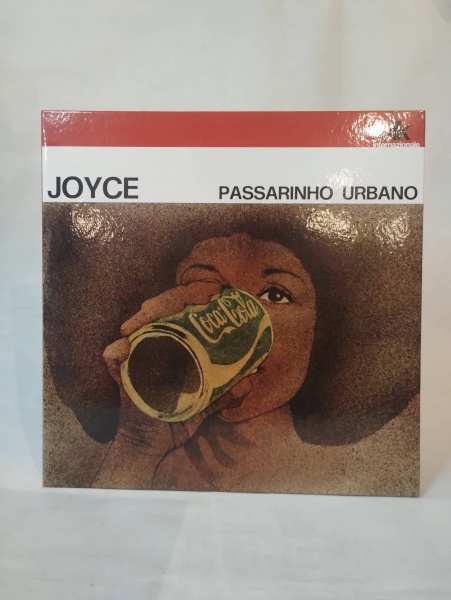 internazionale
JOYCE
PASSARINHO URBANO
Coca-Cola